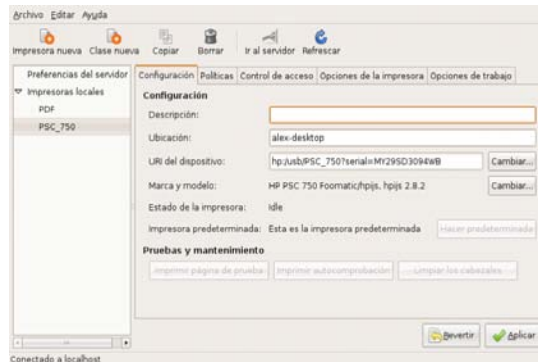 Archivo Editar Ayuda
Impresora nueva Clase nueva Copiar Borrar Ir al servidor Refrescar
Preferencias del servidor
Impresoras locales
PDF
PSC_750
Configuración Políticas Control de acceso Opciones de la impresora Opciones de trabajo
Configuración
Descripción:
Ubicación: alex-desktop
URI del dispositivo: hp:/usb/PSC_750?serial=MY29SD3094WB Cambiar...
Marca y modelo: HP PSC 750 Foomatic/hpijs, hpijs 2.8.2 Cambiar...
Estado de la impresora: Idle
Impresora predeterminada: Esta es la impresora predeterminada Hacer predeterminada
Pruebas y mantenimiento
Imprimir página de prueba Imprimir autocomprobación Limpiar los cabezales
Revertir Aplicar
Conectado a localhost